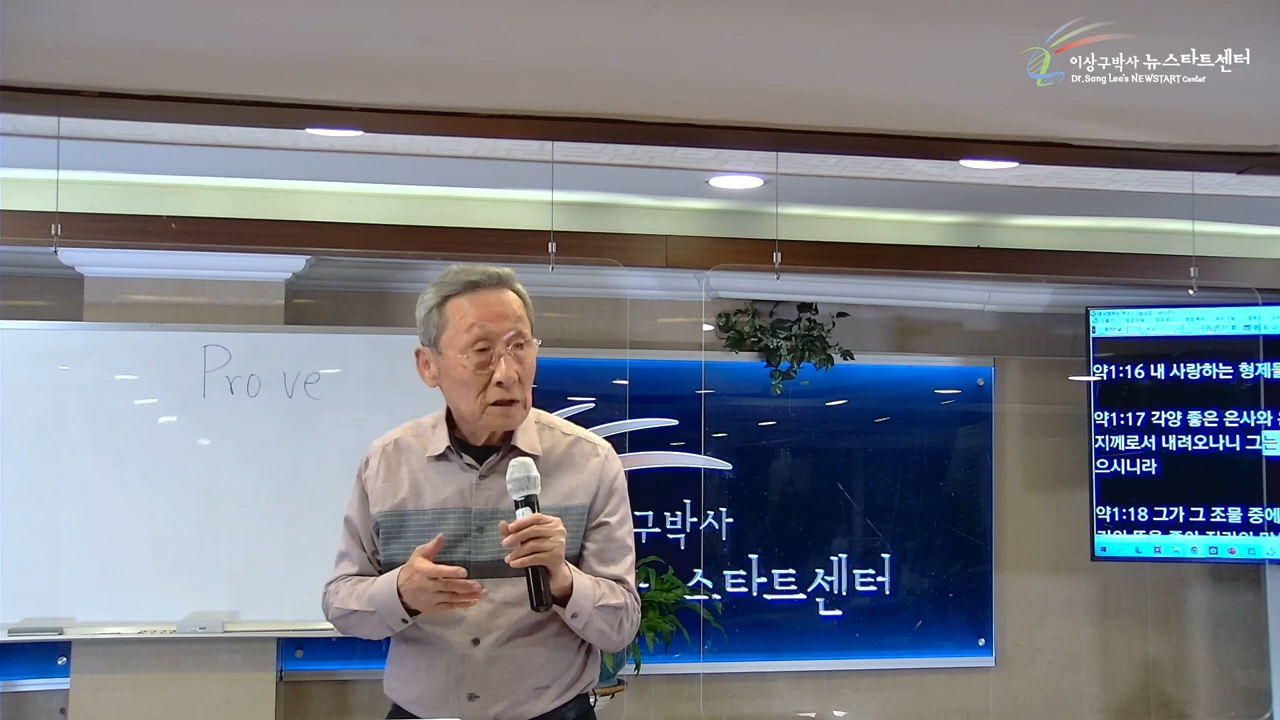 이상구박사 뉴스타트센터
Dr. Sang Lee's NEWSTART Center
Prove
약1:16 내 사랑하는 형제들
약1:17 각양 좋은 은사와
지께로서 내려오나니 그는
으시니라
약1:18 그가 그 조물 중에
구박사
스타트센터